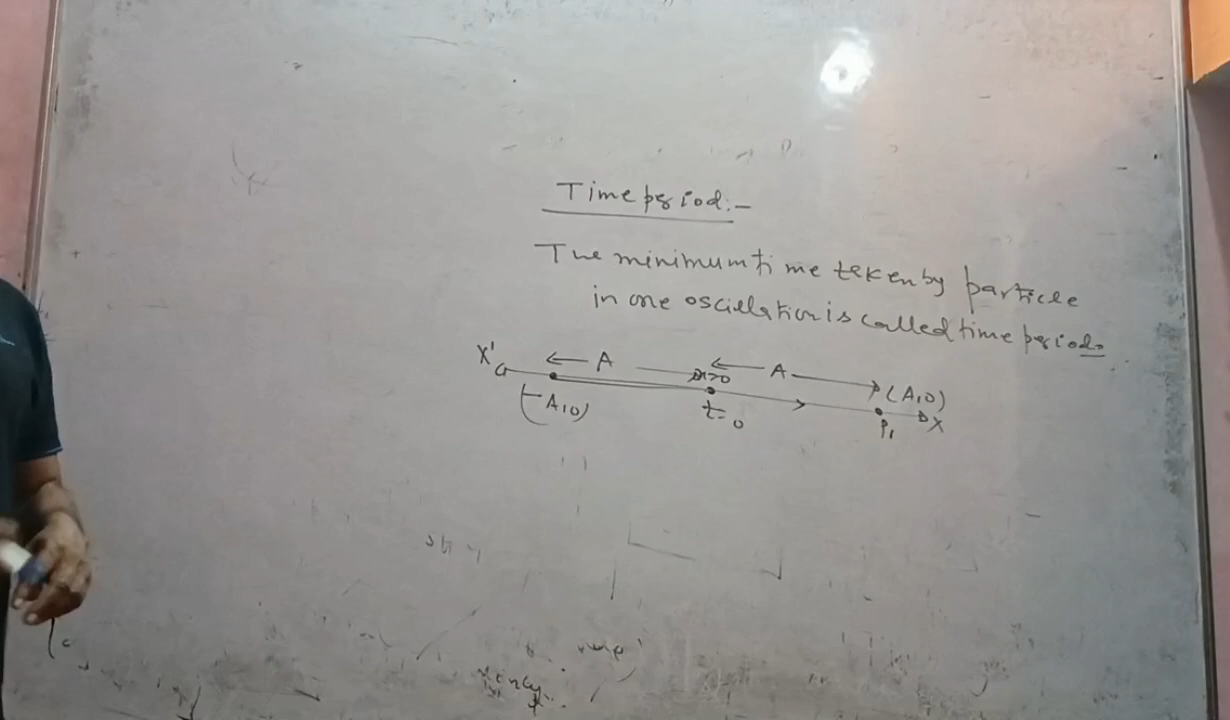 Time period:-
The minimum time taken by particle
in one oscillation is called time period.
X' A A (A,0)
(-A,0) t=0 P₁ X